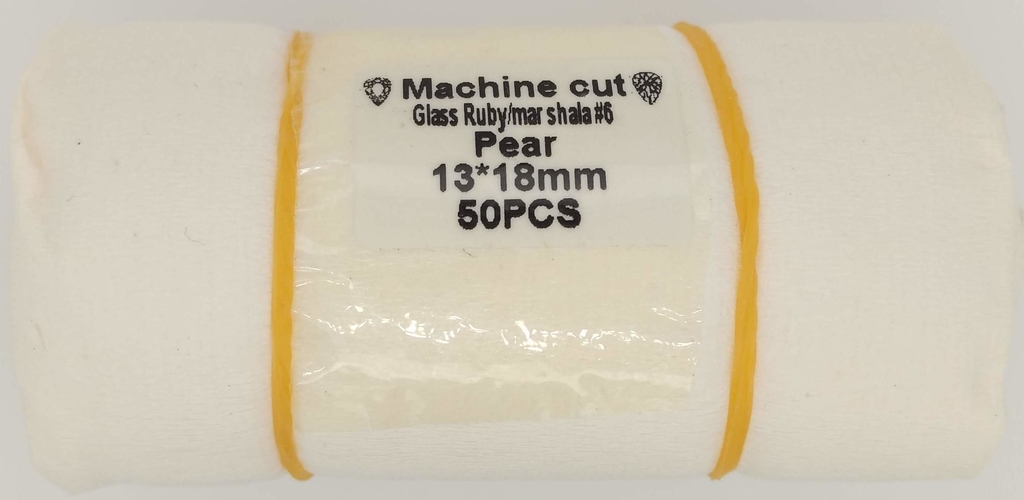 Machine cut
Glass Ruby/mar shala#6
Pear
13*18mm
50PCS